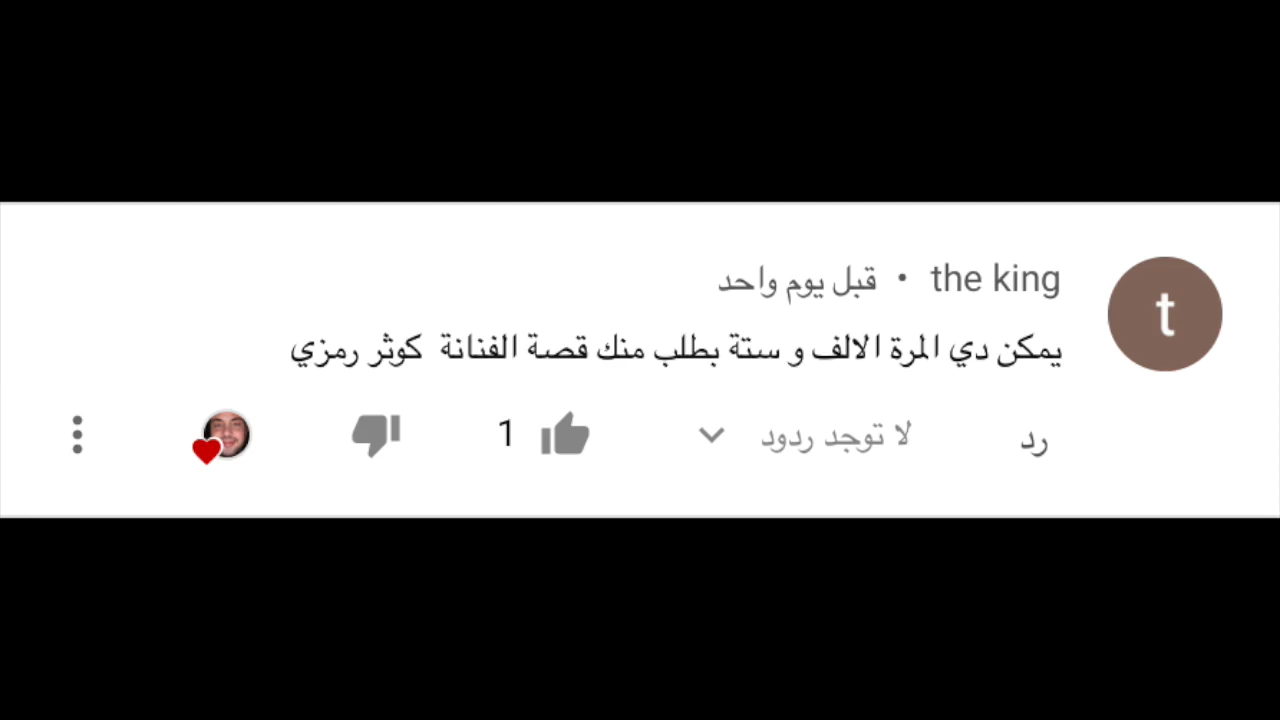 the king • قبل يوم واحد
t
يمكن دي المرة الالف و ستة بطلب منك قصة الفنانة كوثر رمزي
رد لا توجد ردود 1